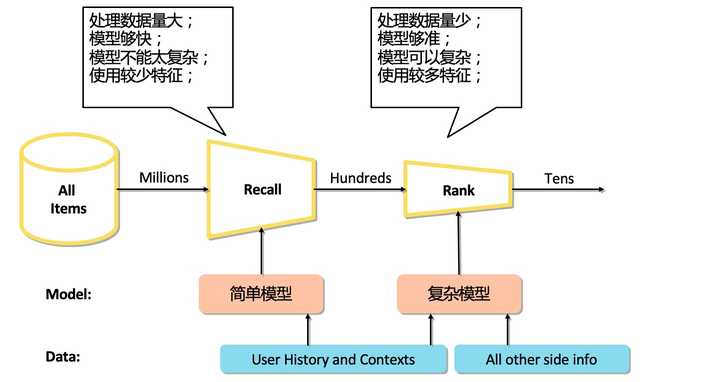 处理数据量大；
模型够快；
模型不能太复杂；
使用较少特征；
处理数据量少；
模型够准；
模型可以复杂；
使用较多特征；
All
Items
Millions
Recall
Hundreds
Rank
Tens
Model:
简单模型
复杂模型
Data:
User History and Contexts
All other side info